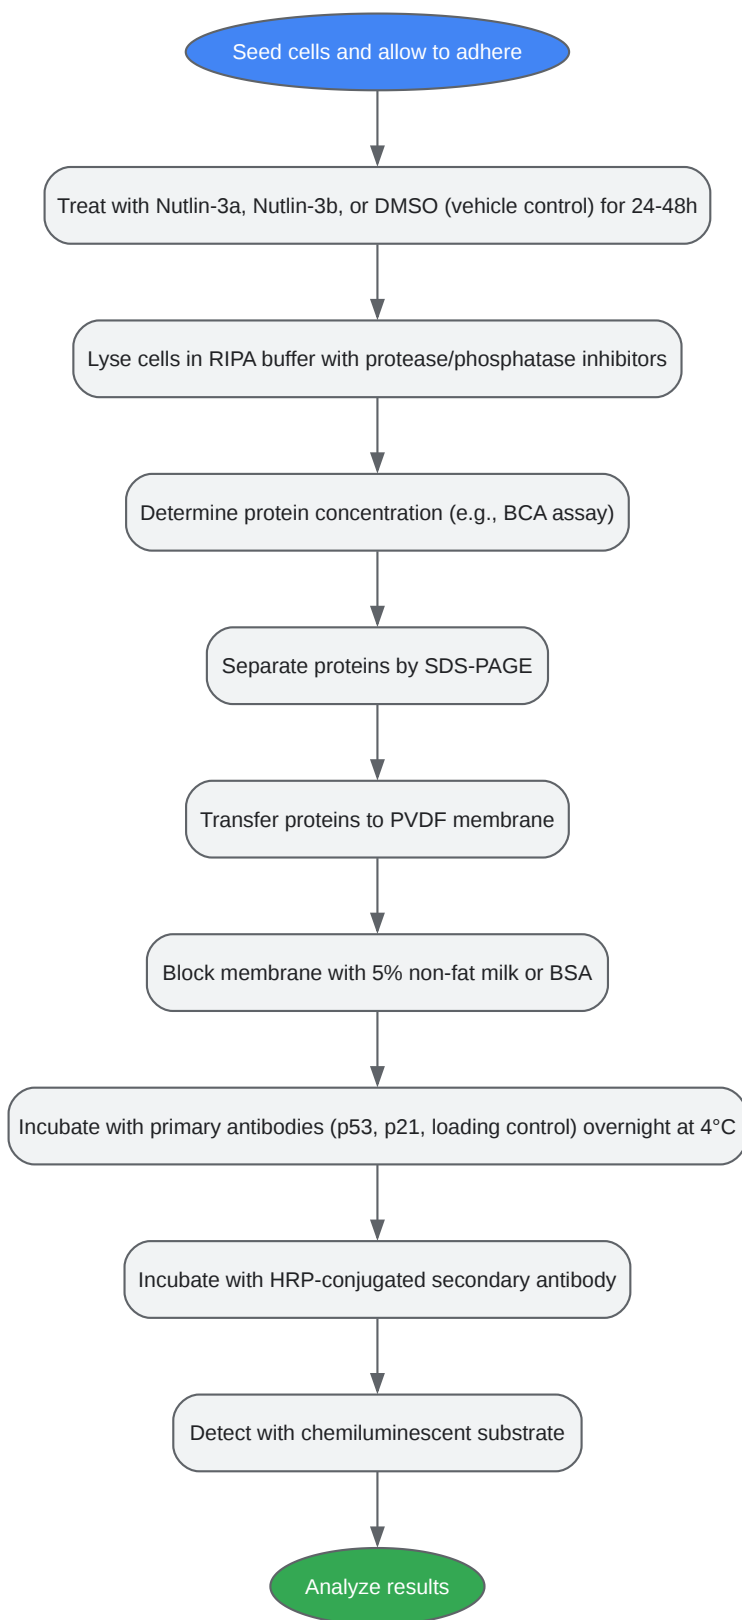 Seed cells and allow to adhere
Treat with Nutlin-3a, Nutlin-3b, or DMSO (vehicle control) for 24-48h
Lyse cells in RIPA buffer with protease/phosphatase inhibitors
Determine protein concentration (e.g., BCA assay)
Separate proteins by SDS-PAGE
Transfer proteins to PVDF membrane
Block membrane with 5% non-fat milk or BSA
Incubate with primary antibodies (p53, p21, loading control) overnight at 4°C
Incubate with HRP-conjugated secondary antibody
Detect with chemiluminescent substrate
Analyze results